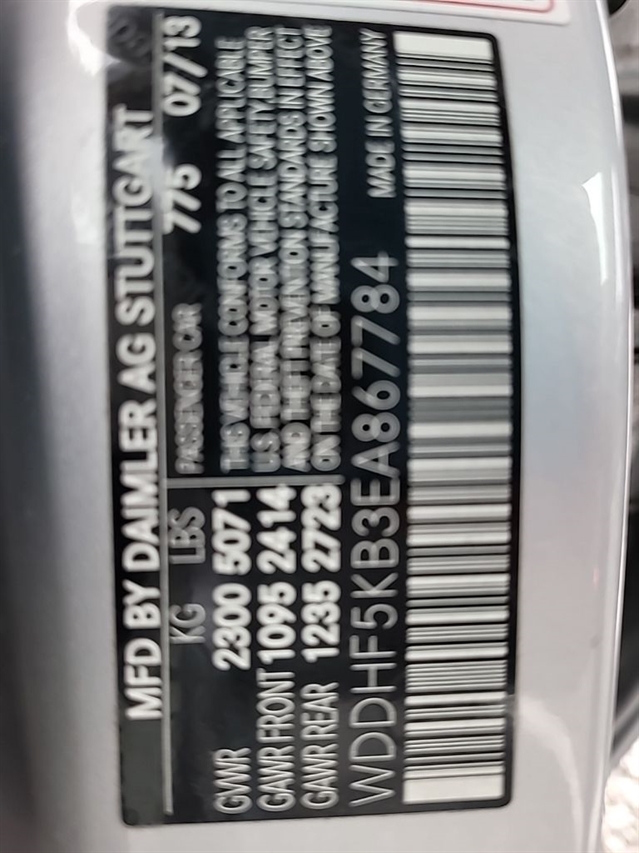 MFD BY DAIMLER AG STUTTGART
KG LBS PASSENGER CAR 775 07/13
GVWR 2300 5071
GAWR FRONT 1095 2414
GAWR REAR 1235 2723
THIS VEHICLE CONFORMS TO ALL APPLICABLE
U.S. FEDERAL MOTOR VEHICLE SAFETY BUMPER
AND THEFT PREVENTION STANDARDS IN EFFECT
ON THE DATE OF MANUFACTURE SHOWN ABOVE
WDDHF5KB3EA867784 MADE IN GERMANY